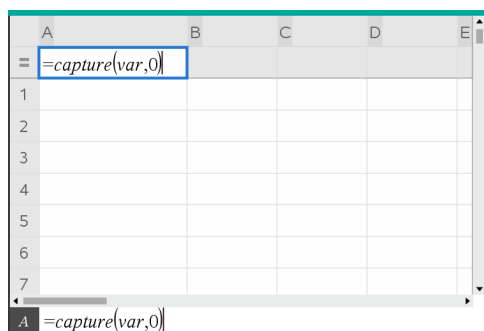 A B C D E
= =capture(var,0)
1
2
3
4
5
6
7
A =capture(var,0)